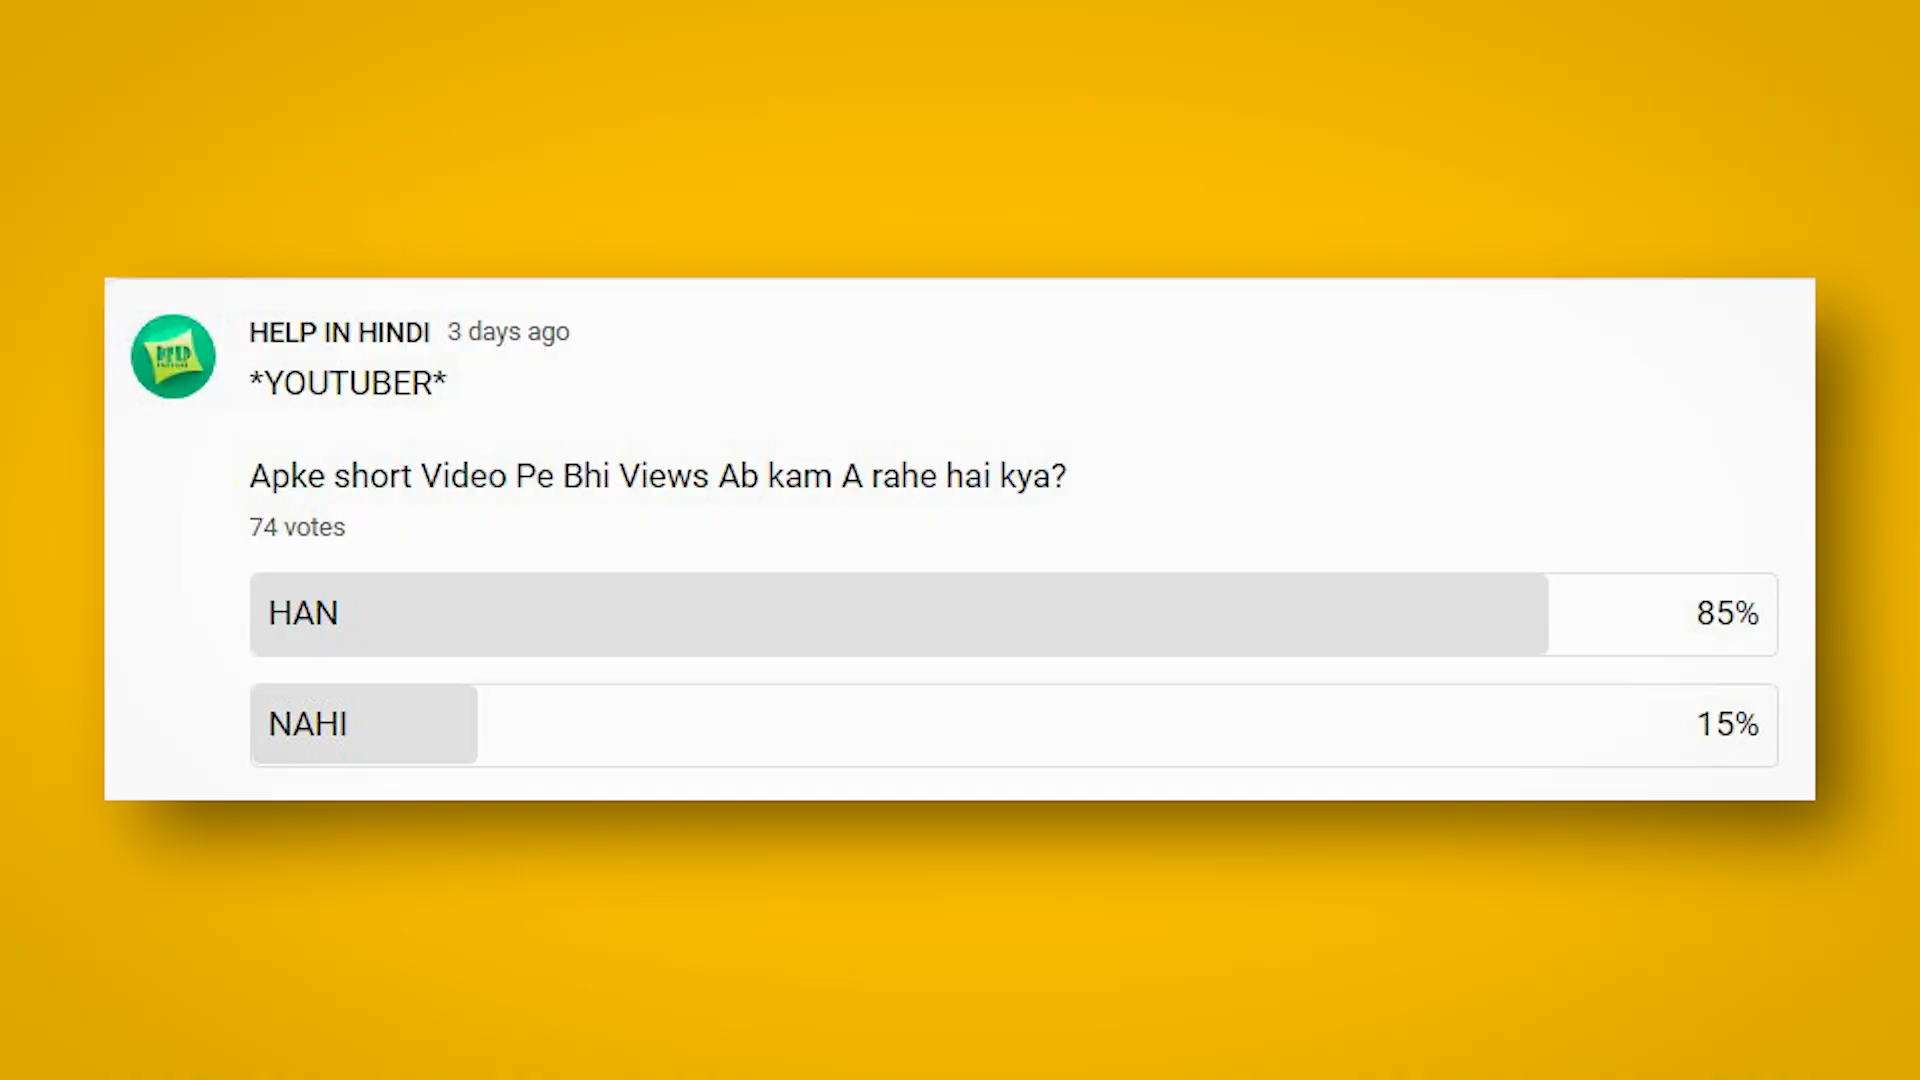 HELP IN HINDI 3 days ago
*YOUTUBER*
Apke short Video Pe Bhi Views Ab kam A rahe hai kya?
74 votes
HAN 85%
NAHI 15%
HELP